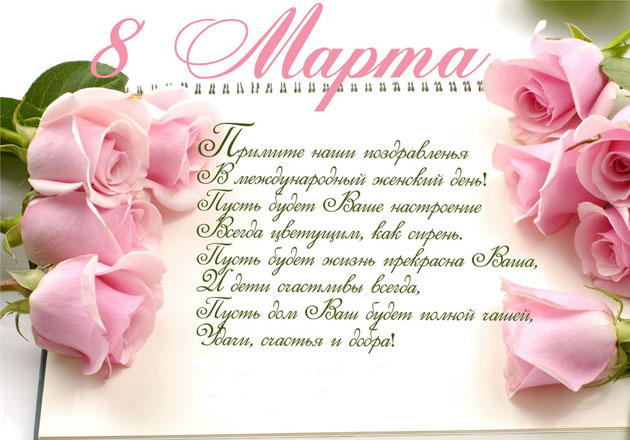 8 Марта
Примите наши поздравленья
В международный женский день!
Пусть будет Ваше настроение
Всегда цветущим, как сирень.
Пусть будет жизнь прекрасна Ваша,
И дети счастливы всегда,
Пусть дом Ваш будет полной чашей,
Удачи, счастья и добра!